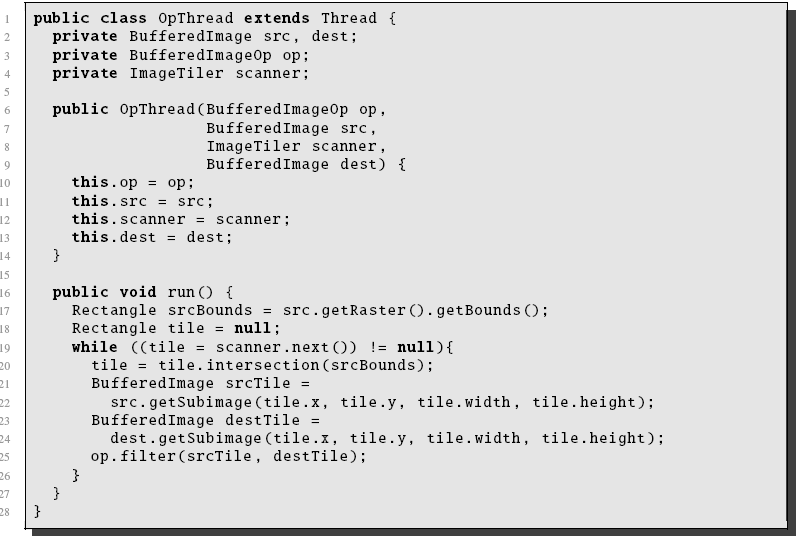 1 public class OpThread extends Thread {
2   private BufferedImage src, dest;
3   private BufferedImageOp op;
4   private ImageTiler scanner;
5
6   public OpThread(BufferedImageOp op,
7                   BufferedImage src,
8                   ImageTiler scanner,
9                   BufferedImage dest) {
10     this.op = op;
11     this.src = src;
12     this.scanner = scanner;
13     this.dest = dest;
14   }
15
16   public void run() {
17     Rectangle srcBounds = src.getRaster().getBounds();
18     Rectangle tile = null;
19     while ((tile = scanner.next()) != null){
20       tile = tile.intersection(srcBounds);
21       BufferedImage srcTile =
22         src.getSubimage(tile.x, tile.y, tile.width, tile.height);
23       BufferedImage destTile =
24         dest.getSubimage(tile.x, tile.y, tile.width, tile.height);
25       op.filter(srcTile, destTile);
26     }
27   }
28 }